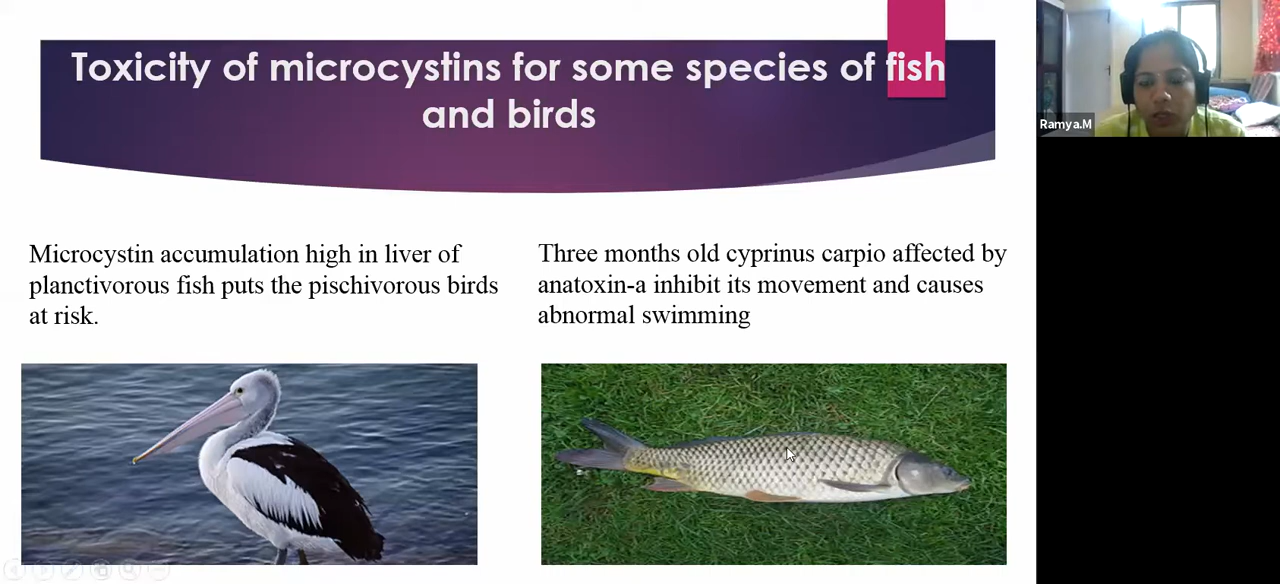 Toxicity of microcystins for some species of fish
and birds
Ramya.M
Microcystin accumulation high in liver of
planctivorous fish puts the pischivorous birds
at risk.
Three months old cyprinus carpio affected by
anatoxin-a inhibit its movement and causes
abnormal swimming